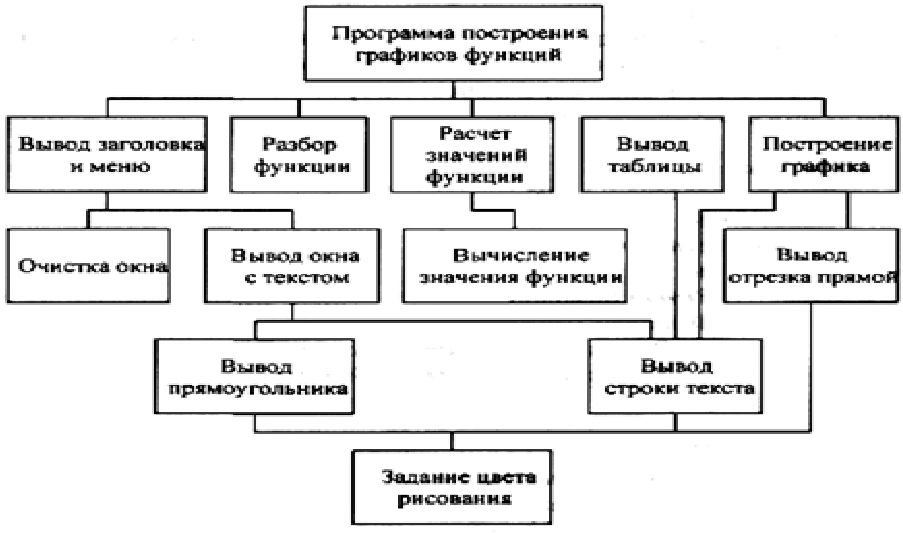 Программа построения
графиков функций
Вывод заголовка
и меню
Разбор
функции
Расчет
значений
функции
Вывод
таблицы
Построение
графика
Очистка окна
Вывод окна
с текстом
Вычисление
значения функции
Вывод
отрезка прямой
Вывод
прямоугольника
Вывод
строки текста
Задание цвета
рисования